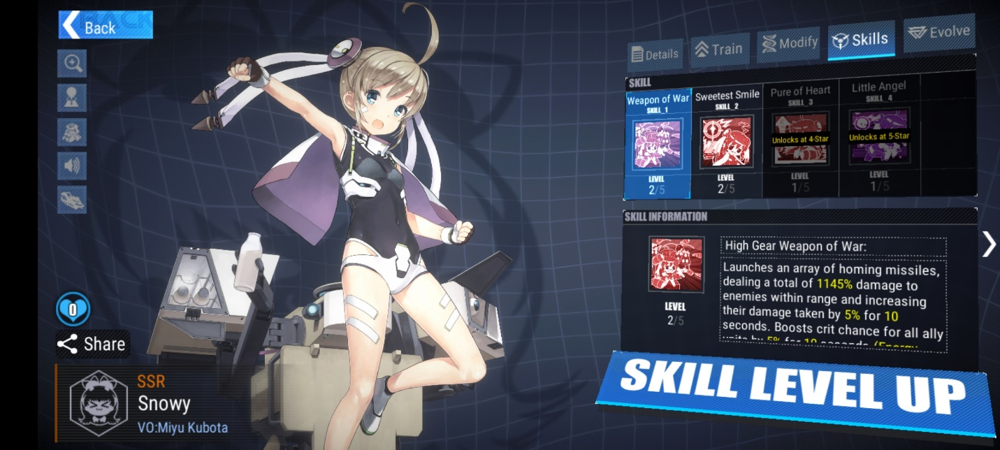 Back
Details
Train
Modify
Skills
Evolve
SKILL
Weapon of War
SKILL_1
LEVEL
2/5
Sweetest Smile
SKILL_2
LEVEL
2/5
Pure of Heart
SKILL_3
Unlocks at 4-Star
LEVEL
1/5
Little Angel
SKILL_4
Unlocks at 5-Star
LEVEL
1/5
SKILL INFORMATION
LEVEL
2/5
High Gear Weapon of War:
Launches an array of homing missiles,
dealing a total of 1145% damage to
enemies within range and increasing
their damage taken by 5% for 10
seconds. Boosts crit chance for all ally
units by 5% for 10 seconds (Energy
SKILL LEVEL UP
0
Share
SSR
Snowy
VO:Miyu Kubota